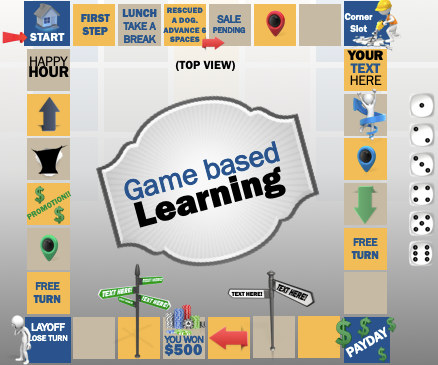 START
FIRST
STEP
LUNCH
TAKE A
BREAK
RESCUED
A DOG.
ADVANCE 6
SPACES
SALE
PENDING
Corner
Slot
(TOP VIEW)
HAPPY
HOUR
YOUR
TEXT
HERE
Game based
Learning
$
$
PROMOTION!!
FREE
TURN
FREE
TURN
TEXT HERE!
TEXT HERE!
TEXT HERE!
TEXT HERE!
TEXT HERE!
LAYOFF
LOSE TURN
YOU WON
$500
$
$
$
$
PAYDAY